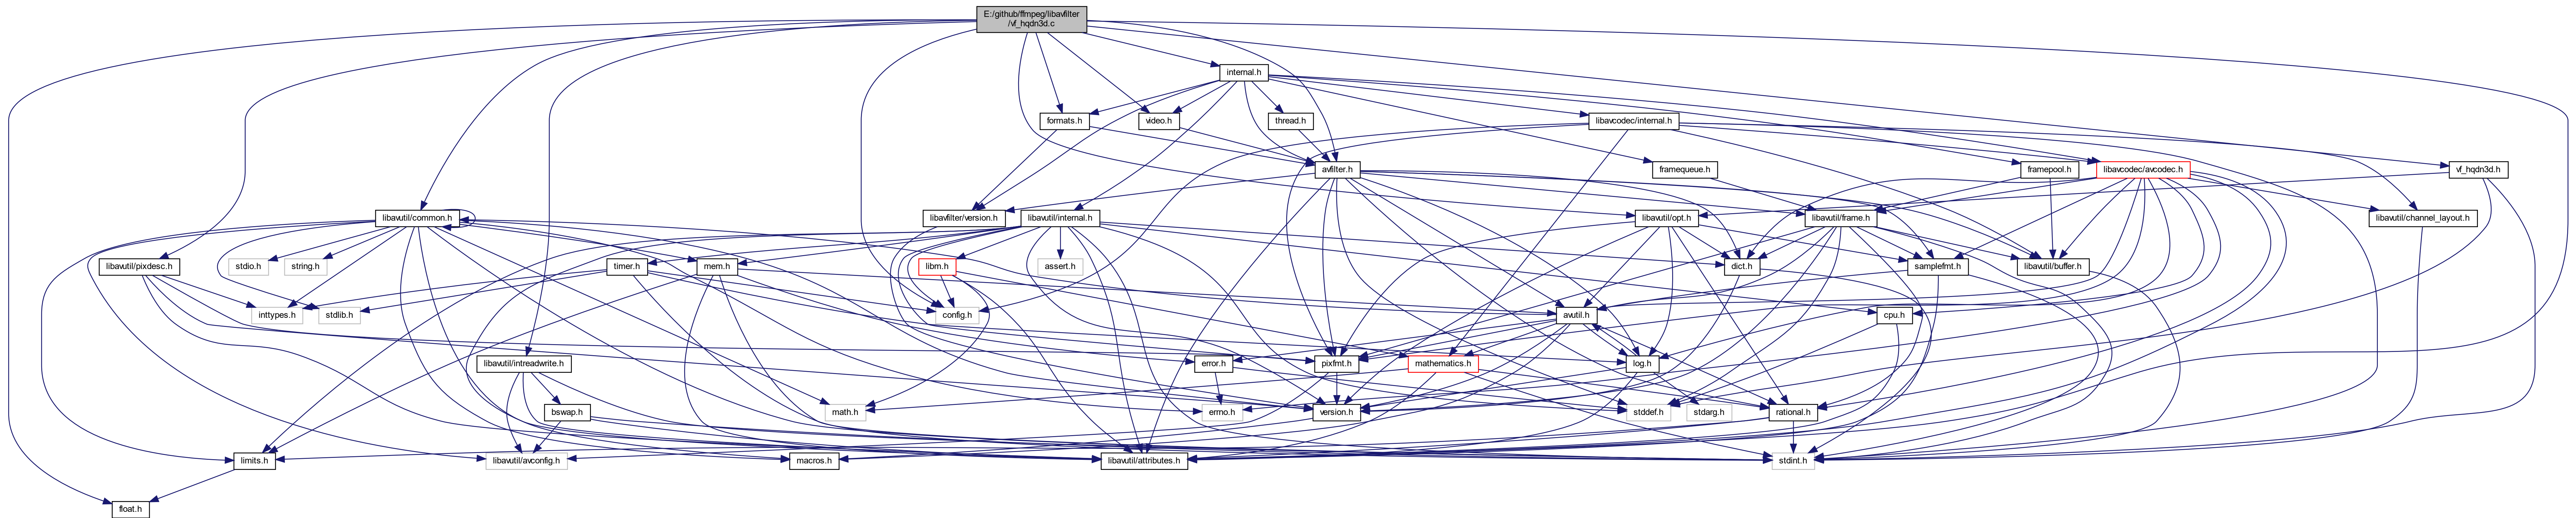 E:/github/ffmpeg/libavfilter
/vf_hqdn3d.c
internal.h
formats.h
video.h
thread.h
libavcodec/internal.h
avfilter.h
framequeue.h
framepool.h
libavcodec/avcodec.h
vf_hqdn3d.h
libavutil/common.h
libavfilter/version.h
libavutil/internal.h
libavutil/opt.h
libavutil/frame.h
libavutil/channel_layout.h
stdio.h
string.h
libavutil/pixdesc.h
timer.h
mem.h
libm.h
assert.h
dict.h
samplefmt.h
libavutil/buffer.h
inttypes.h
stdlib.h
config.h
avutil.h
cpu.h
libavutil/intreadwrite.h
error.h
pixfmt.h
mathematics.h
log.h
bswap.h
math.h
errno.h
version.h
stddef.h
stdarg.h
rational.h
limits.h
libavutil/avconfig.h
macros.h
libavutil/attributes.h
stdint.h
float.h